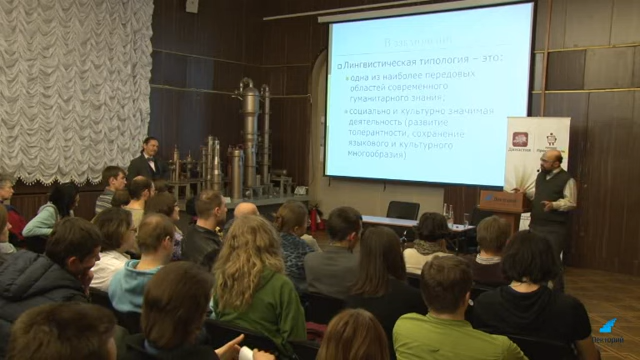 Лингвистическая типология – это:
одна из наиболее передовых
областей современного
гуманитарного знания;
социально и культурно значимая
деятельность (развитие
толерантности, сохранение
языкового и культурного
многообразия)